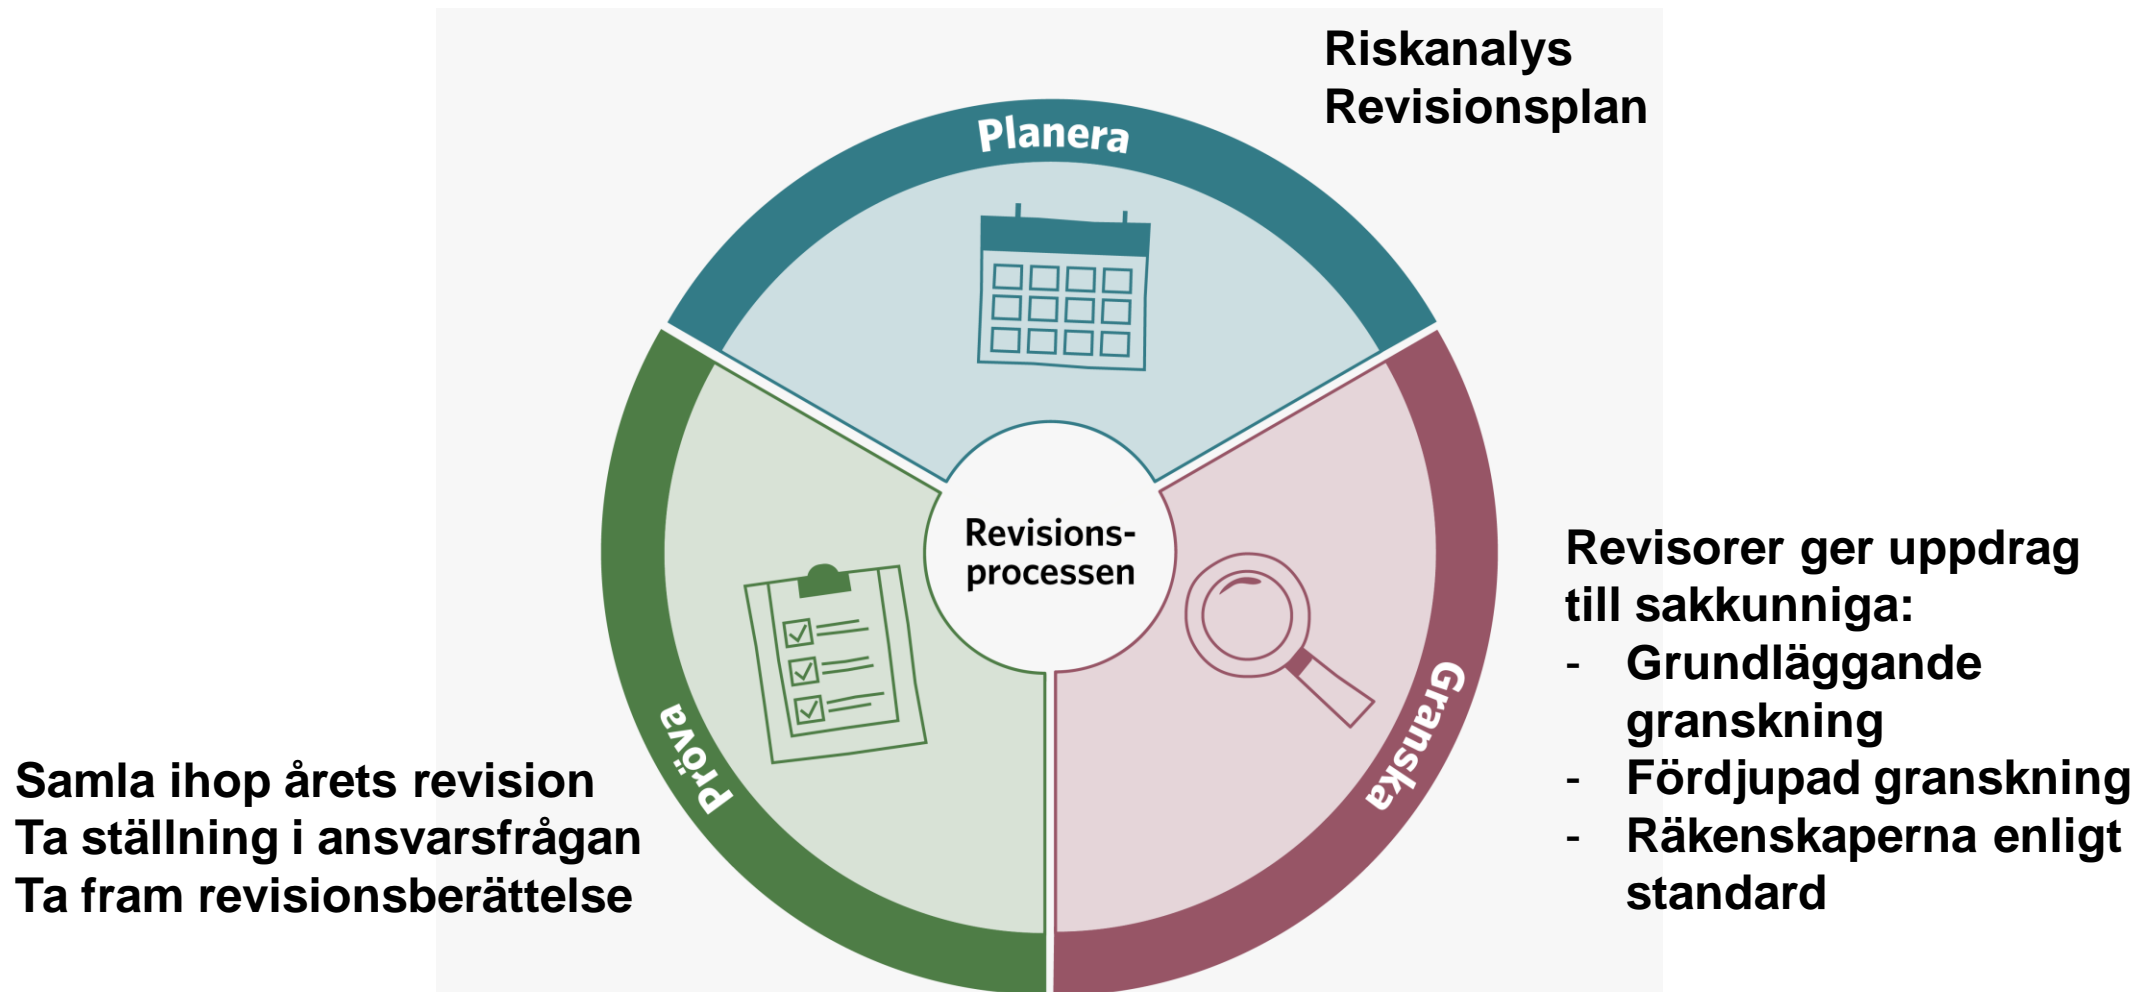 Riskanalys
Revisionsplan
Planera
Revisions-
processen
Granska
Revisorer ger uppdrag
till sakkunniga:
- Grundläggande
granskning
- Fördjupad granskning
- Räkenskaperna enligt
standard
Pröva
Samla ihop årets revision
Ta ställning i ansvarsfrågan
Ta fram revisionsberättelse